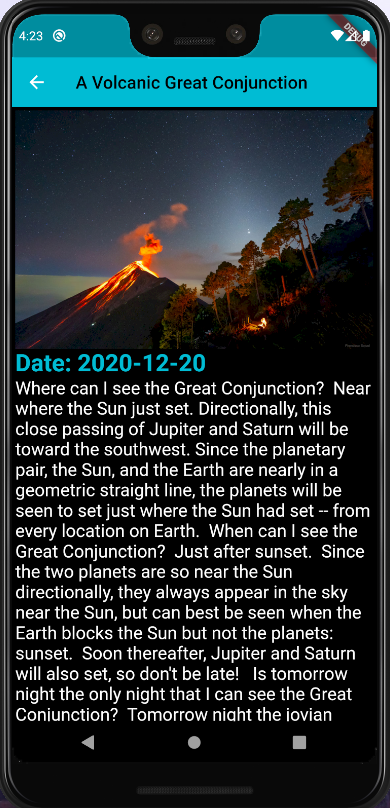 4:23
DEBUG
A Volcanic Great Conjunction
Date: 2020-12-20
Where can I see the Great Conjunction?  Near
where the Sun just set. Directionally, this
close passing of Jupiter and Saturn will be
toward the southwest. Since the planetary
pair, the Sun, and the Earth are nearly in a
geometric straight line, the planets will be
seen to set just where the Sun had set -- from
every location on Earth.  When can I see the
Great Conjunction?  Just after sunset.  Since
the two planets are so near the Sun
directionally, they always appear in the sky
near the Sun, but can best be seen when the
Earth blocks the Sun but not the planets:
sunset.  Soon thereafter, Jupiter and Saturn
will also set, so don't be late!   Is tomorrow
night the only night that I can see the Great
Conjunction?  Tomorrow night the jovian